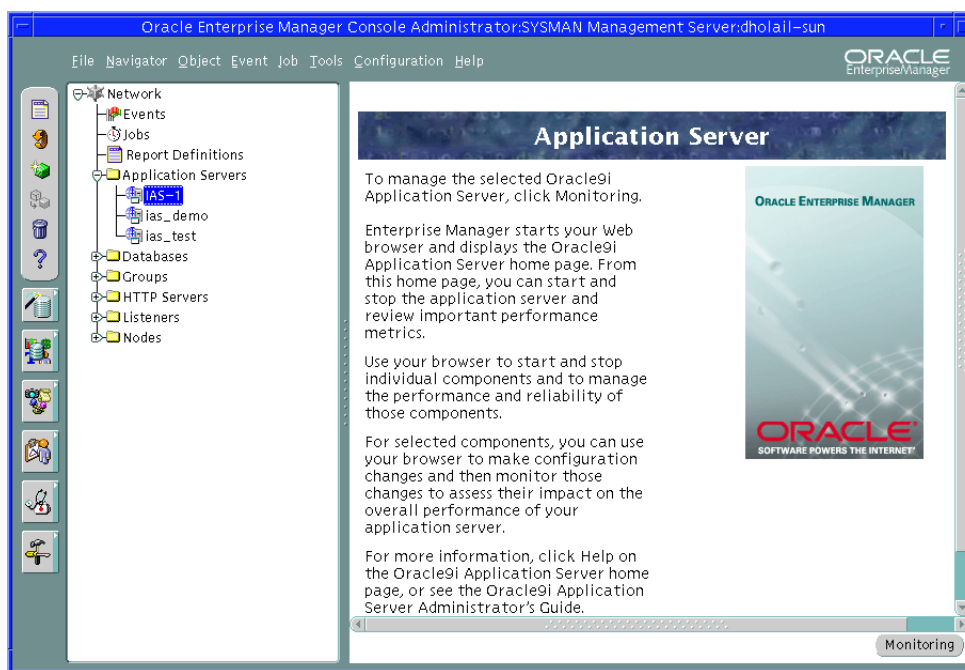 Oracle Enterprise Manager Console Administrator:SYSMAN Management Server:dholail-sun
File Navigator Object Event Job Tools Configuration Help
ORACLE
EnterpriseManager
Network
Events
Jobs
Report Definitions
Application Servers
IAS-1
ias_demo
ias_test
Databases
Groups
HTTP Servers
Listeners
Nodes
Application Server
To manage the selected Oracle9i
Application Server, click Monitoring.
Enterprise Manager starts your Web
browser and displays the Oracle9i
Application Server home page. From
this home page, you can start and
stop the application server and
review important performance
metrics.
Use your browser to start and stop
individual components and to manage
the performance and reliability of
those components.
For selected components, you can use
your browser to make configuration
changes and then monitor those
changes to assess their impact on the
overall performance of your
application server.
For more information, click Help on
the Oracle9i Application Server home
page, or see the Oracle9i Application
Server Administrator's Guide.
ORACLE ENTERPRISE MANAGER
ORACLE®
SOFTWARE POWERS THE INTERNET™
Monitoring